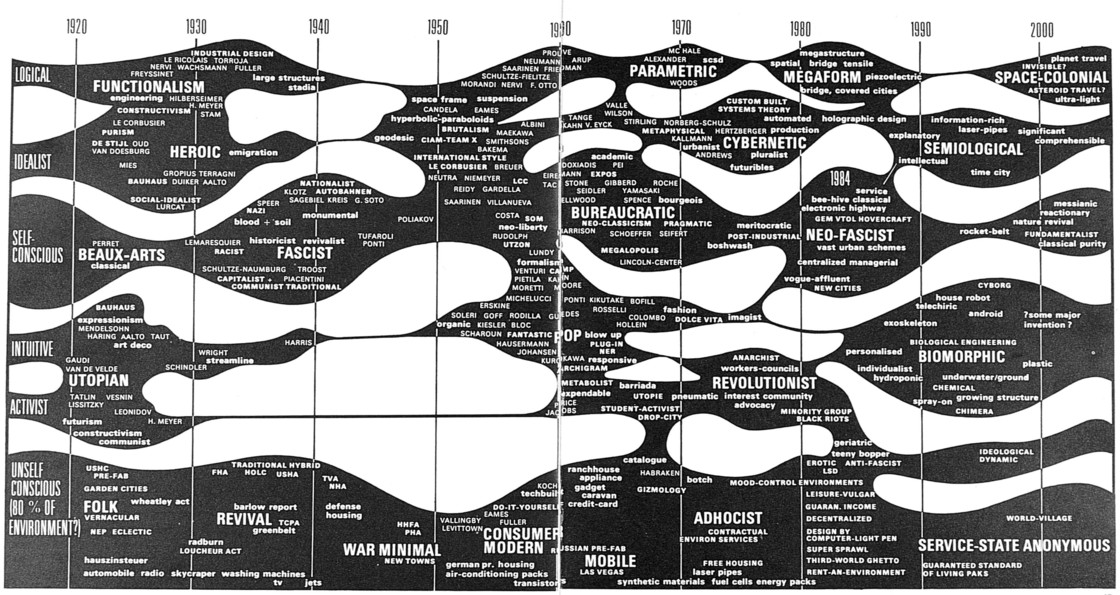 1920 1930 1940 1950 1960 1970 1980 1990 2000
LOGICAL
INDUSTRIAL DESIGN
LE RICOLAIS TORROJA
NERVI WACHSMANN FULLER
FREYSSINET
FUNCTIONALISM
large structures
stadia
engineering HILBERSEIMER
H. MEYER
CONSTRUCTIVISM
STAM
LE CORBUSIER
PURISM
DE STIJL OUD
VAN DOESBURG
MIES
HEROIC emigration
IDEALIST
GROPIUS TERRAGNI
BAUHAUS DUIKER AALTO
SOCIAL-IDEALIST
LURCAT
NATIONALIST
KLOTZ AUTOBAHNEN
SAGEBIEL KREIS G. SOTO
SPEER
NAZI
blood + soil
monumental
POLIAKOV
TUFAROLI
PONTI
SELF-
CONSCIOUS
PERRET
BEAUX-ARTS
classical
LEMARESQUIER historicist revivalist
RACIST
FASCIST
SCHULTZE-NAUMBURG TROOST
CAPITALIST + PIACENTINI
COMMUNIST TRADITIONAL
BAUHAUS
expressionism
MENDELSOHN
HARING AALTO TAUT
art deco
INTUITIVE
HARRIS
WRIGHT
streamline
SCHINDLER
GAUDI
VAN DE VELDE
UTOPIAN
TATLIN VESNIN
LISSITZKY
LEONIDOV
ACTIVIST
futurism
H. MEYER
constructivism
communist
UNSELF
CONSCIOUS
(80 % OF
ENVIRONMENT?)
USHC
PRE-FAB
GARDEN CITIES
wheatley act
FOLK
VERNACULAR
NEP ECLECTIC
TRADITIONAL HYBRID
FHA HOLC USHA
TVA
NHA
barlow report
REVIVAL TCPA
greenbelt
defense
housing
radburn
LOUCHEUR ACT
hauszinsteuer
automobile radio skycraper washing machines
tv jets
HHFA
PHA
WAR MINIMAL
NEW TOWNS
VALLINGBY
LEVITTOWN
PROUVE
NEUMANN ARUP
SAARINEN FRIEDMAN
SCHULTZE-FIELITZE
MORANDI NERVI F. OTTO
space frame suspension
CANDELA EAMES
hyperbolic-paraboloids
BRUTALISM
ALBINI
MAEKAWA
geodesic CIAM-TEAM X SMITHSONS
BAKEMA
INTERNATIONAL STYLE
LE CORBUSIER BREUER
NEUTRA NIEMEYER LCC
REIDY GARDELLA
SAARINEN VILLANUEVA
COSTA SOM
neo-liberty
RUDOLPH
UTZON
LUNDY
formalism
VENTURI CAMP
PIETILA KAHN
MORETTI MOORE
MICHELUCCI
ERSKINE
SOLERI GOFF RODILLA GUEDES
organic KIESLER BLOC
SCHAROUN FANTASTIC
HAUSERMANN
JOHANSEN
KUROKAWA responsive
ARCHIGRAM
METABOLIST
expendable
PRICE
JACOBS
KOCH
techbuilt
DO-IT-YOURSELF
EAMES
FULLER
CONSUMER
MODERN
german pr. housing
air-conditioning packs
transistors
MC HALE
ALEXANDER scsd
PARAMETRIC
WOODS
VALLE
WILSON
TANGE STIRLING NORBERG-SCHULZ
KAHN V. EYCK METAPHYSICAL HERTZBERGER
KALLMANN
urbanist
ANDREWS
academic
DOXIADIS PEI
EIERMANN EXPOS
TAC STONE GIBBERD ROCHE
SEIDLER YAMASAKI
SPENCE bourgeois
BUREAUCRATIC
NEO-CLASSICISM PRAGMATIC
HARRISON SCHOEFFER SEIFERT
MEGALOPOLIS
LINCOLN-CENTER
boshwash
meritocratic
POST-INDUSTRIAL
PONTI KIKUTAKE BOFILL
ROSSELLI
COLOMBO
HOLLEIN
fashion
DOLCE VITA imagist
POP blow up
PLUG-IN
NER
barriada
UTOPIE pneumatic
STUDENT-ACTIVIST
DROP-CITY
ANARCHIST
workers-councils
REVOLUTIONIST
interest community
advocacy
MINORITY GROUP
BLACK RIOTS
catalogue
ranchhouse
appliance
gadget
caravan
credit-card
HABRAKEN
GIZMOLOGY
botch
MOOD-CONTROL ENVIRONMENTS
RUSSIAN PRE-FAB
MOBILE
LAS VEGAS
ADHOCIST
CONTRACTUAL
ENVIRON SERVICES
FREE HOUSING
laser pipes
synthetic materials fuel cells energy packs
megastructure
spatial bridge tensile
MEGAFORM piezoelectric
bridge, covered cities
CUSTOM BUILT
SYSTEMS THEORY
automated
production
holographic design
CYBERNETIC
pluralist
futuribles
1984
service
bee-hive classical
electronic highway
GEM VTOL HOVERCRAFT
NEO-FASCIST
vast urban schemes
centralized managerial
vogue-affluent
NEW CITIES
planet travel
INVISIBLE?
SPACE-COLONIAL
ASTEROID TRAVEL?
ultra-light
information-rich
laser-pipes significant
explanatory
comprehensible
SEMIOLOGICAL
intellectual
time city
messianic
reactionary
nature revival
rocket-belt FUNDAMENTALIST
classical purity
CYBORG
house robot
telechiric
android
exoskeleton
?some major
invention ?
BIOLOGICAL ENGINEERING
personalised
BIOMORPHIC
individualist
hydroponic
plastic
underwater/ground
CHEMICAL
spray-on growing structure
CHIMERA
geriatric
teeny bopper
EROTIC ANTI-FASCIST
LSD
IDEOLOGICAL
DYNAMIC
LEISURE-VULGAR
GUARAN. INCOME
DECENTRALIZED
DESIGN BY
COMPUTER-LIGHT PEN
SUPER SPRAWL
THIRD-WORLD GHETTO
RENT-AN-ENVIRONMENT
WORLD-VILLAGE
SERVICE-STATE ANONYMOUS
GUARANTEED STANDARD
OF LIVING PAKS